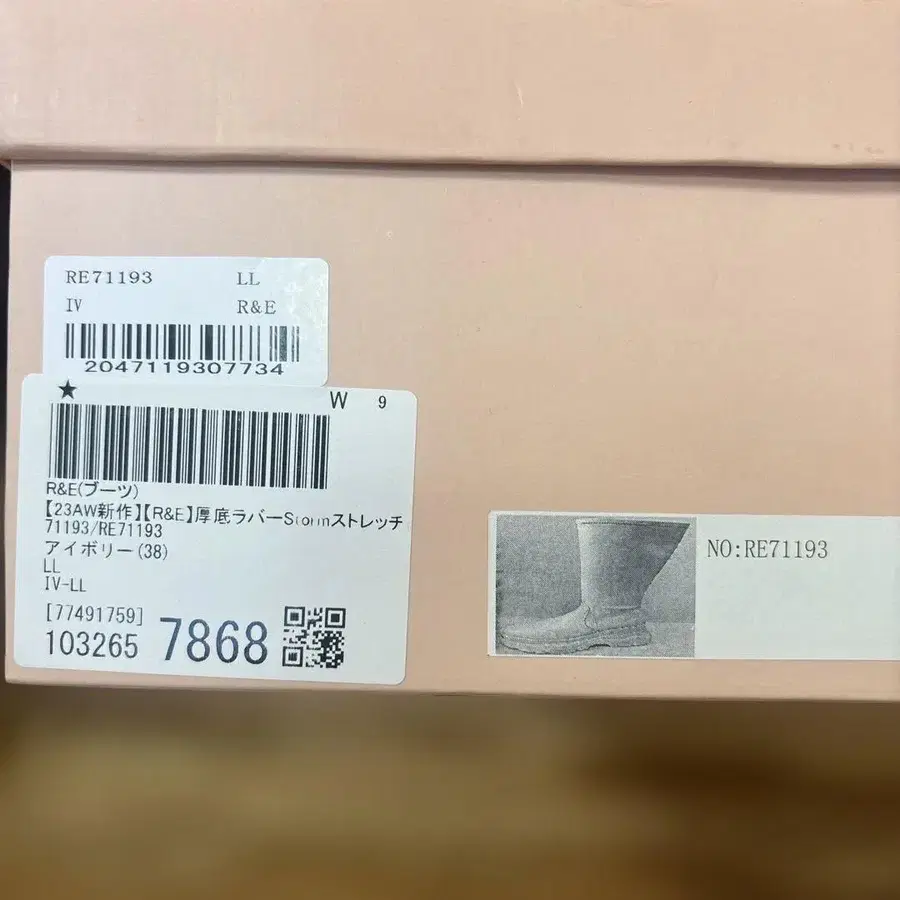 RE71193 LL
IV R&E
2047119307734
★ W 9
R&E(ブーツ)
【23AW新作】【R&E】厚底ラバーStormストレッチ
71193/RE71193
アイボリー(38)
LL
IV-LL
[77491759]
103265 7868
NO:RE71193